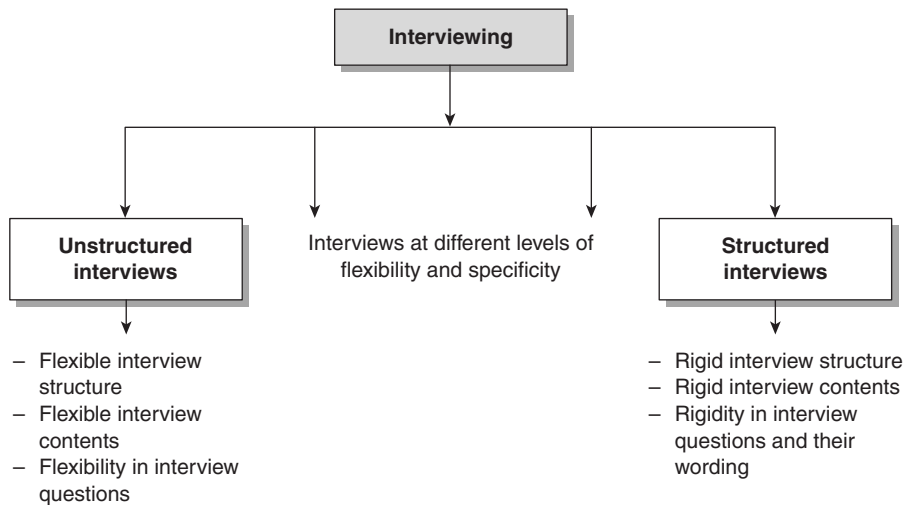 Interviewing
Unstructured
interviews
Interviews at different levels of
flexibility and specificity
Structured
interviews
– Flexible interview
structure
– Flexible interview
contents
– Flexibility in interview
questions
– Rigid interview structure
– Rigid interview contents
– Rigidity in interview
questions and their
wording